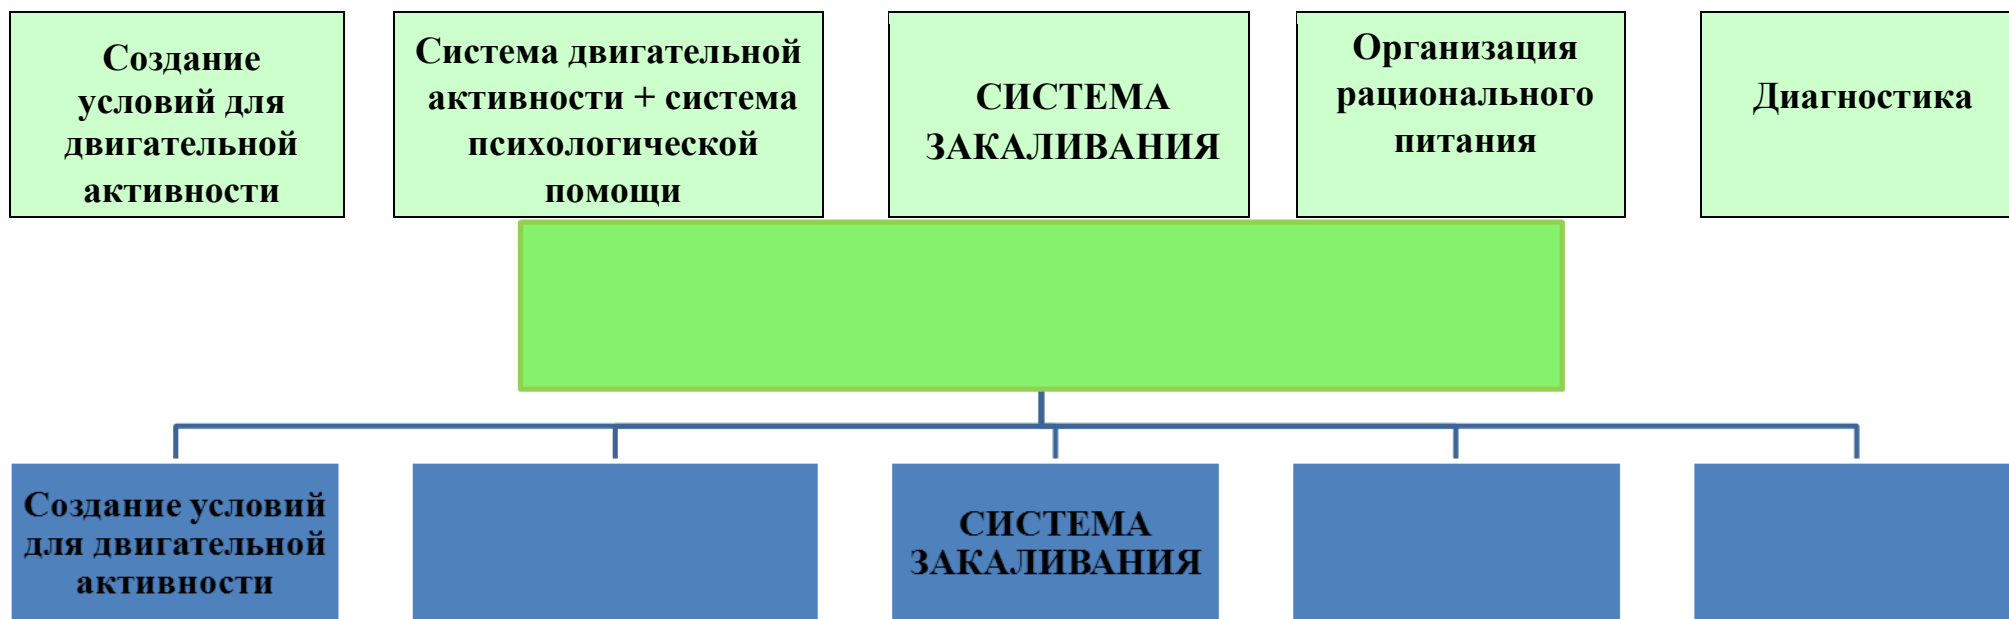 Создание
условий для
двигательной
активности
Система двигательной
активности + система
психологической
помощи
СИСТЕМА
ЗАКАЛИВАНИЯ
Организация
рационального
питания
Диагностика
Создание условий
для двигательной
активности
СИСТЕМА
ЗАКАЛИВАНИЯ